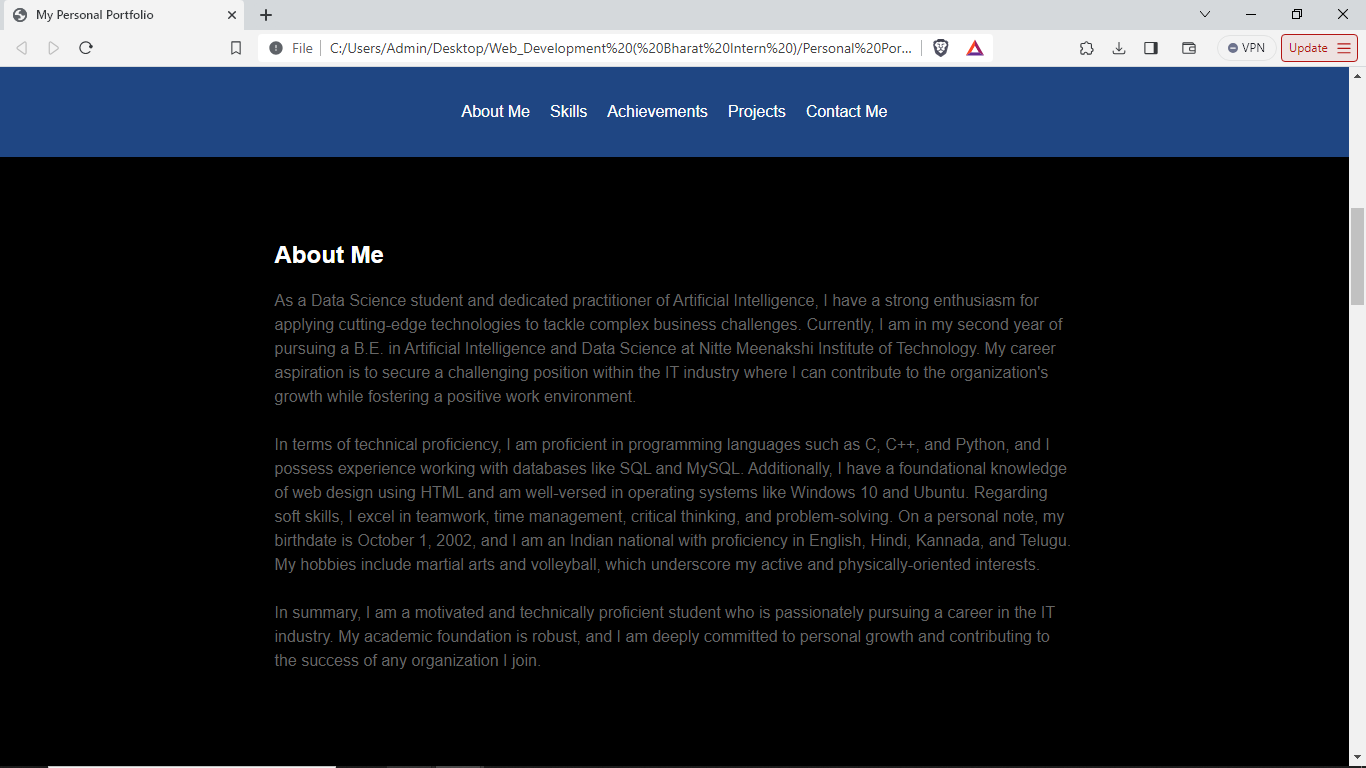 My Personal Portfolio
File
C:/Users/Admin/Desktop/Web_Development%20(%20Bharat%20Intern%20)/Personal%20Por...
VPN
Update
About Me
Skills
Achievements
Projects
Contact Me
About Me
As a Data Science student and dedicated practitioner of Artificial Intelligence, I have a strong enthusiasm for
applying cutting-edge technologies to tackle complex business challenges. Currently, I am in my second year of
pursuing a B.E. in Artificial Intelligence and Data Science at Nitte Meenakshi Institute of Technology. My career
aspiration is to secure a challenging position within the IT industry where I can contribute to the organization's
growth while fostering a positive work environment.
In terms of technical proficiency, I am proficient in programming languages such as C, C++, and Python, and I
possess experience working with databases like SQL and MySQL. Additionally, I have a foundational knowledge
of web design using HTML and am well-versed in operating systems like Windows 10 and Ubuntu. Regarding
soft skills, I excel in teamwork, time management, critical thinking, and problem-solving. On a personal note, my
birthdate is October 1, 2002, and I am an Indian national with proficiency in English, Hindi, Kannada, and Telugu.
My hobbies include martial arts and volleyball, which underscore my active and physically-oriented interests.
In summary, I am a motivated and technically proficient student who is passionately pursuing a career in the IT
industry. My academic foundation is robust, and I am deeply committed to personal growth and contributing to
the success of any organization I join.